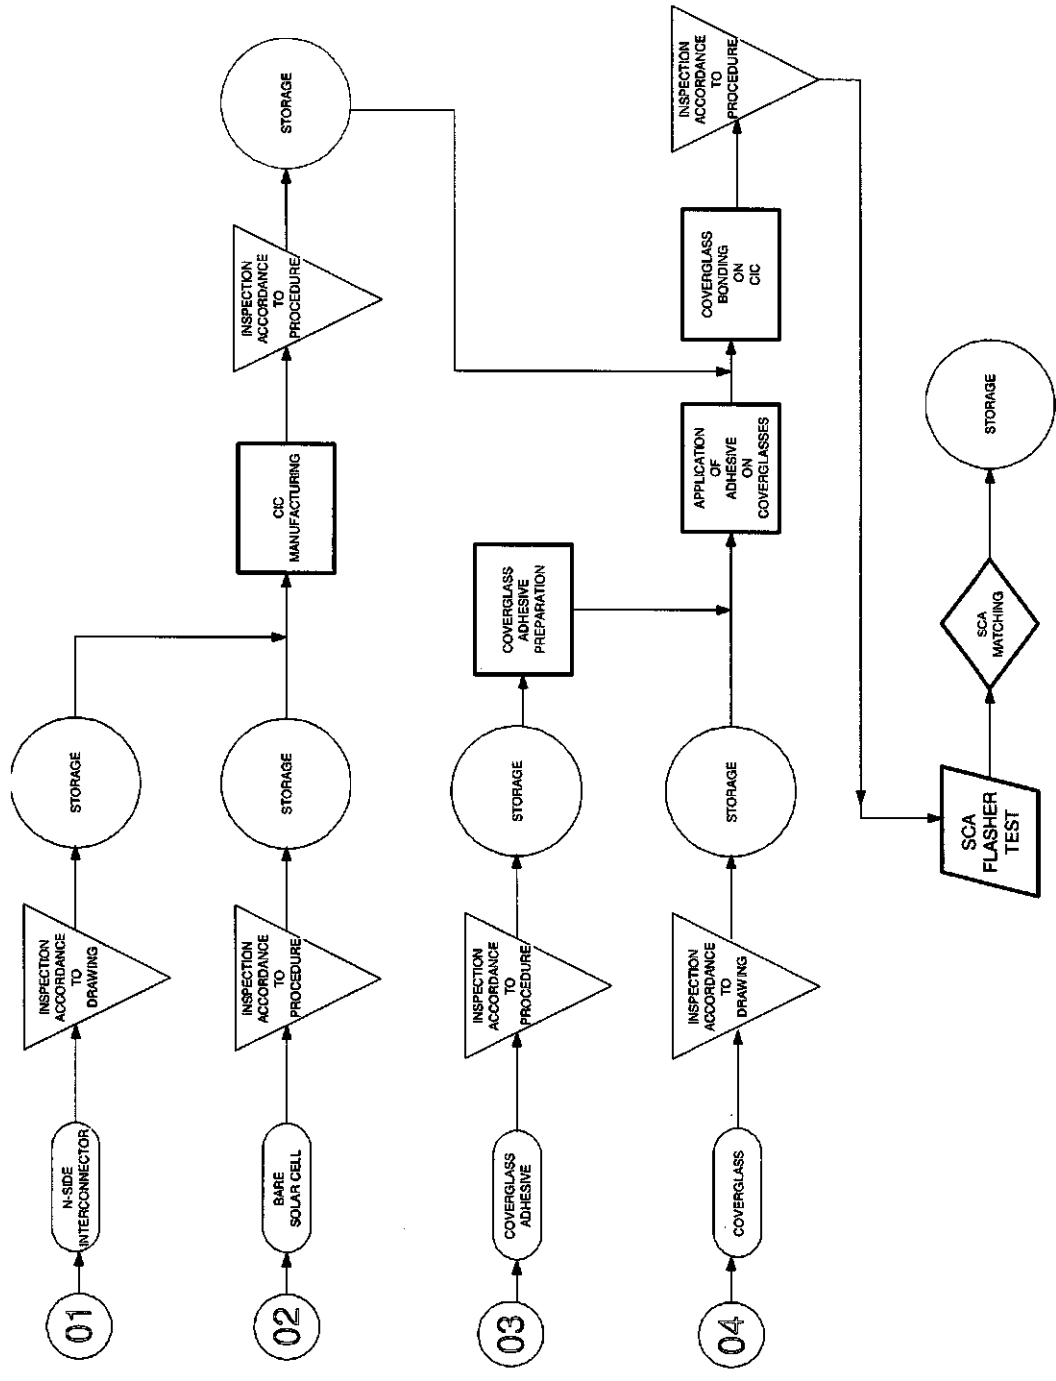 01
N-SIDE
INTERCONNECTOR
INSPECTION
ACCORDANCE
TO
DRAWING
STORAGE
02
BARE
SOLAR CELL
INSPECTION
ACCORDANCE
TO
PROCEDURE
STORAGE
CIC
MANUFACTURING
INSPECTION
ACCORDANCE
TO
PROCEDURE
STORAGE
03
COVERGLASS
ADHESIVE
INSPECTION
ACCORDANCE
TO
PROCEDURE
STORAGE
COVERGLASS
ADHESIVE
PREPARATION
04
COVERGLASS
INSPECTION
ACCORDANCE
TO
DRAWING
STORAGE
APPLICATION
OF
ADHESIVE
ON
COVERGLASSES
COVERGLASS
BONDING
ON
CIC
INSPECTION
ACCORDANCE
TO
PROCEDURE
SCA
FLASHER
TEST
SCA
MATCHING
STORAGE